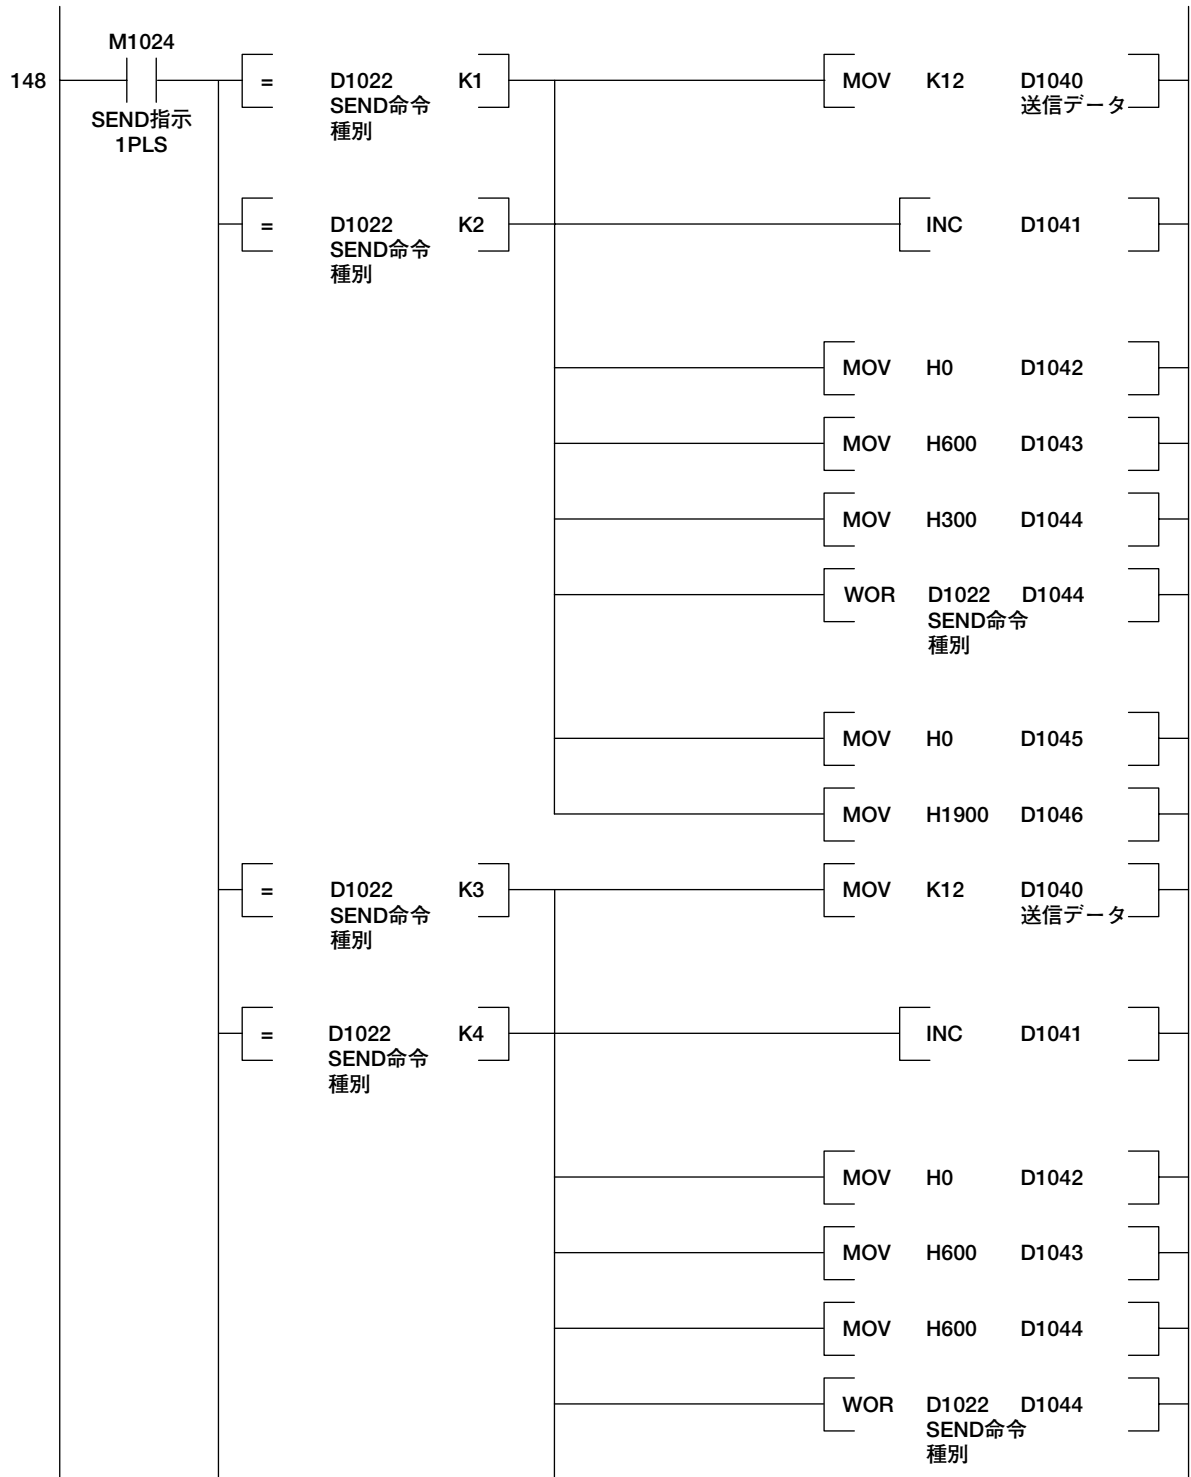 M1024
148 = D1022 K1 MOV K12 D1040
SEND指示 SEND命令 送信データ
1PLS 種別
= D1022 K2 INC D1041
SEND命令
種別
MOV H0 D1042
MOV H600 D1043
MOV H300 D1044
WOR D1022 D1044
SEND命令
種別
MOV H0 D1045
MOV H1900 D1046
= D1022 K3 MOV K12 D1040
SEND命令 送信データ
種別
= D1022 K4 INC D1041
SEND命令
種別
MOV H0 D1042
MOV H600 D1043
MOV H600 D1044
WOR D1022 D1044
SEND命令
種別